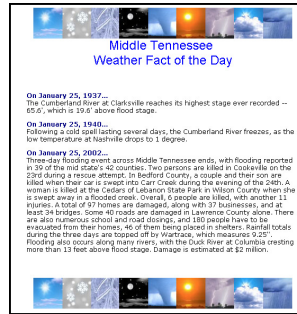 Middle Tennessee
Weather Fact of the Day
On January 25, 1937...
The Cumberland River at Clarksville reaches its highest stage ever recorded --
65.6', which is 19.6' above flood stage.
On January 25, 1940...
Following a cold spell lasting several days, the Cumberland River freezes, as the
low temperature at Nashville drops to 1 degree.
On January 25, 2002...
Three-day flooding event across Middle Tennessee ends, with flooding reported
in 39 of the mid state's 42 counties. Two persons are killed in Cookeville on the
23rd during a rescue attempt. In Bedford County, a couple and their son are
killed when their car is swept into Carr Creek during the evening of the 24th. A
woman is killed at the Cedars of Lebanon State Park in Wilson County when she
is swept away in a flooded creek. Overall, 6 people are killed, with another 11
injuries. A total of 97 homes are damaged, along with 37 businesses, and at
least 34 bridges. Some 40 roads are damaged in Lawrence County alone. There
are also numerous school and road closings, and 180 people have to be
evacuated from their homes, 46 of them being placed in shelters. Rainfall totals
during the three days are topped off by Wartrace, which measures 9.25".
Flooding also occurs along many rivers, with the Duck River at Columbia cresting
more than 13 feet above flood stage. Damage is estimated at $2 million.